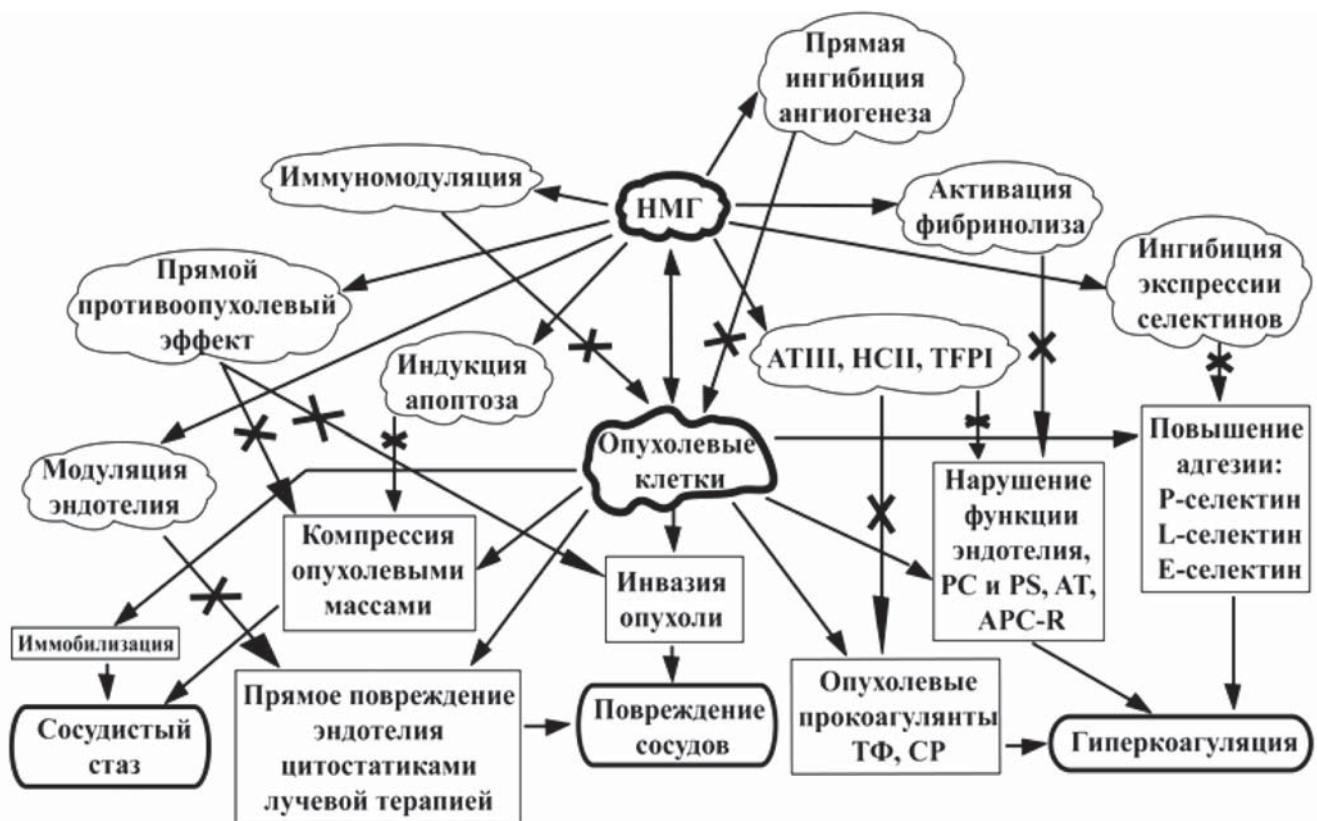 Прямая
ингибиция
ангиогенеза
Иммуномодуляция
НМГ
Активация
фибринолиза
Прямой
противоопухолевый
эффект
Ингибиция
экспрессии
селектинов
Индукция
апоптоза
ATIII, HCII, TFPI
Модуляция
эндотелия
Опухолевые
клетки
Повышение
адгезии:
P-селектин
L-селектин
E-селектин
Нарушение
функции
эндотелия,
PC и PS, AT,
APC-R
Компрессия
опухолевыми
массами
Инвазия
опухоли
Иммобилизация
Прямое повреждение
эндотелия
цитостатиками
лучевой терапией
Опухолевые
прокоагулянты
ТФ, СР
Сосудистый
стаз
Повреждение
сосудов
Гиперкоагуляция